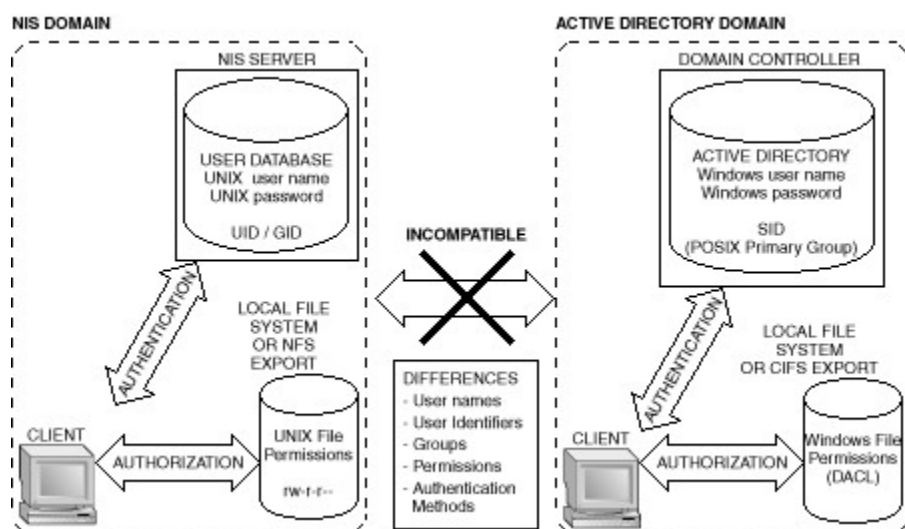 NIS DOMAIN
NIS SERVER
USER DATABASE
UNIX user name
UNIX password
UID / GID
AUTHENTICATION
LOCAL FILE
SYSTEM
OR NFS
EXPORT
CLIENT
AUTHORIZATION
UNIX File
Permissions
rw-r-r--
INCOMPATIBLE
DIFFERENCES
- User names
- User Identifiers
- Groups
- Permissions
- Authentication
Methods
ACTIVE DIRECTORY DOMAIN
DOMAIN CONTROLLER
ACTIVE DIRECTORY
Windows user name
Windows password
SID
(POSIX Primary Group)
AUTHENTICATION
LOCAL FILE
SYSTEM
OR CIFS EXPORT
CLIENT
AUTHORIZATION
Windows File
Permissions
(DACL)